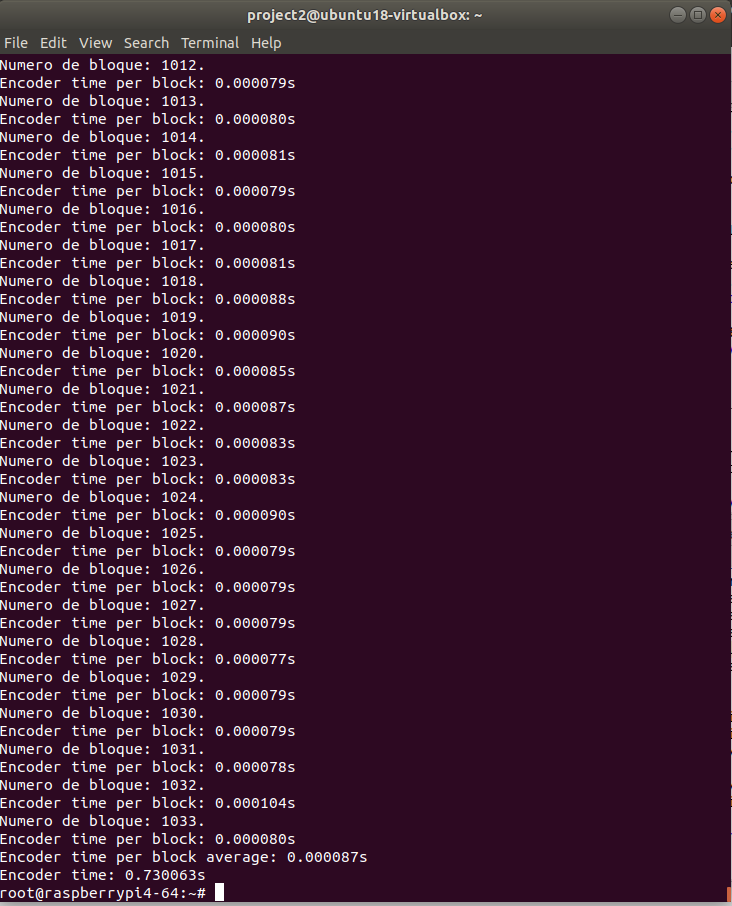 project2@ubuntu18-virtualbox: ~
File Edit View Search Terminal Help
Numero de bloque: 1012.
Encoder time per block: 0.000079s
Numero de bloque: 1013.
Encoder time per block: 0.000080s
Numero de bloque: 1014.
Encoder time per block: 0.000081s
Numero de bloque: 1015.
Encoder time per block: 0.000079s
Numero de bloque: 1016.
Encoder time per block: 0.000080s
Numero de bloque: 1017.
Encoder time per block: 0.000081s
Numero de bloque: 1018.
Encoder time per block: 0.000088s
Numero de bloque: 1019.
Encoder time per block: 0.000090s
Numero de bloque: 1020.
Encoder time per block: 0.000085s
Numero de bloque: 1021.
Encoder time per block: 0.000087s
Numero de bloque: 1022.
Encoder time per block: 0.000083s
Numero de bloque: 1023.
Encoder time per block: 0.000083s
Numero de bloque: 1024.
Encoder time per block: 0.000090s
Numero de bloque: 1025.
Encoder time per block: 0.000079s
Numero de bloque: 1026.
Encoder time per block: 0.000079s
Numero de bloque: 1027.
Encoder time per block: 0.000079s
Numero de bloque: 1028.
Encoder time per block: 0.000077s
Numero de bloque: 1029.
Encoder time per block: 0.000079s
Numero de bloque: 1030.
Encoder time per block: 0.000079s
Numero de bloque: 1031.
Encoder time per block: 0.000078s
Numero de bloque: 1032.
Encoder time per block: 0.000104s
Numero de bloque: 1033.
Encoder time per block: 0.000080s
Encoder time per block average: 0.000087s
Encoder time: 0.730063s
root@raspberrypi4-64:~#